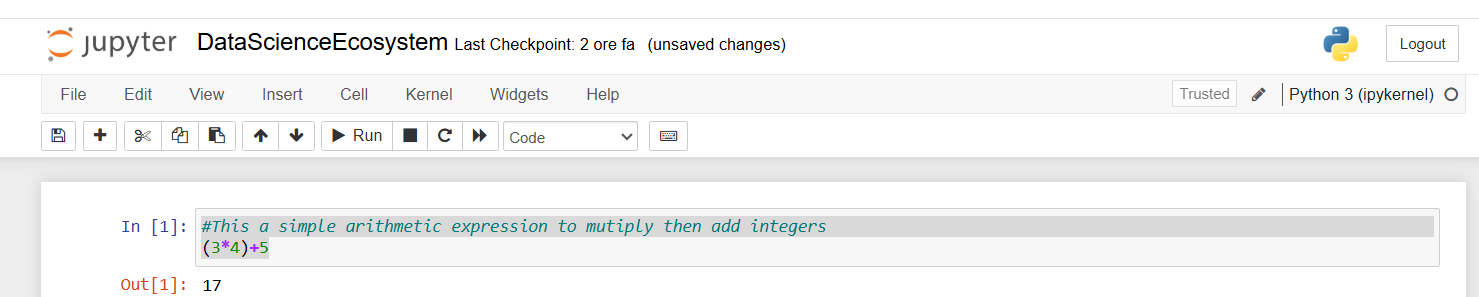 jupyter DataScienceEcosystem Last Checkpoint: 2 ore fa (unsaved changes) Logout
File Edit View Insert Cell Kernel Widgets Help Trusted Python 3 (ipykernel)
Run Code
In [1]: #This a simple arithmetic expression to mutiply then add integers
(3*4)+5
Out[1]: 17